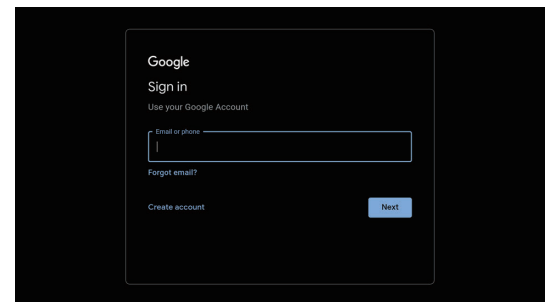 Google
Sign in
Use your Google Account
Email or phone
Forgot email?
Create account
Next